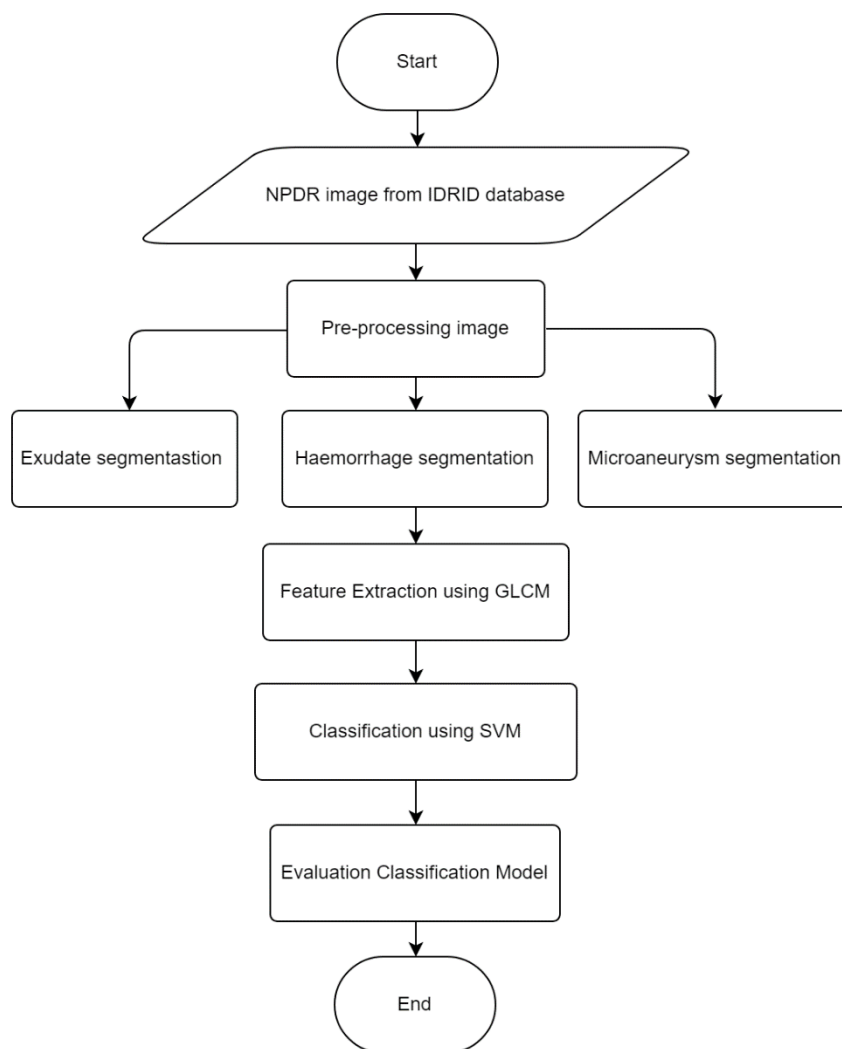 Start
NPDR image from IDRID database
Pre-processing image
Exudate segmentastion
Haemorrhage segmentation
Microaneurysm segmentation
Feature Extraction using GLCM
Classification using SVM
Evaluation Classification Model
End